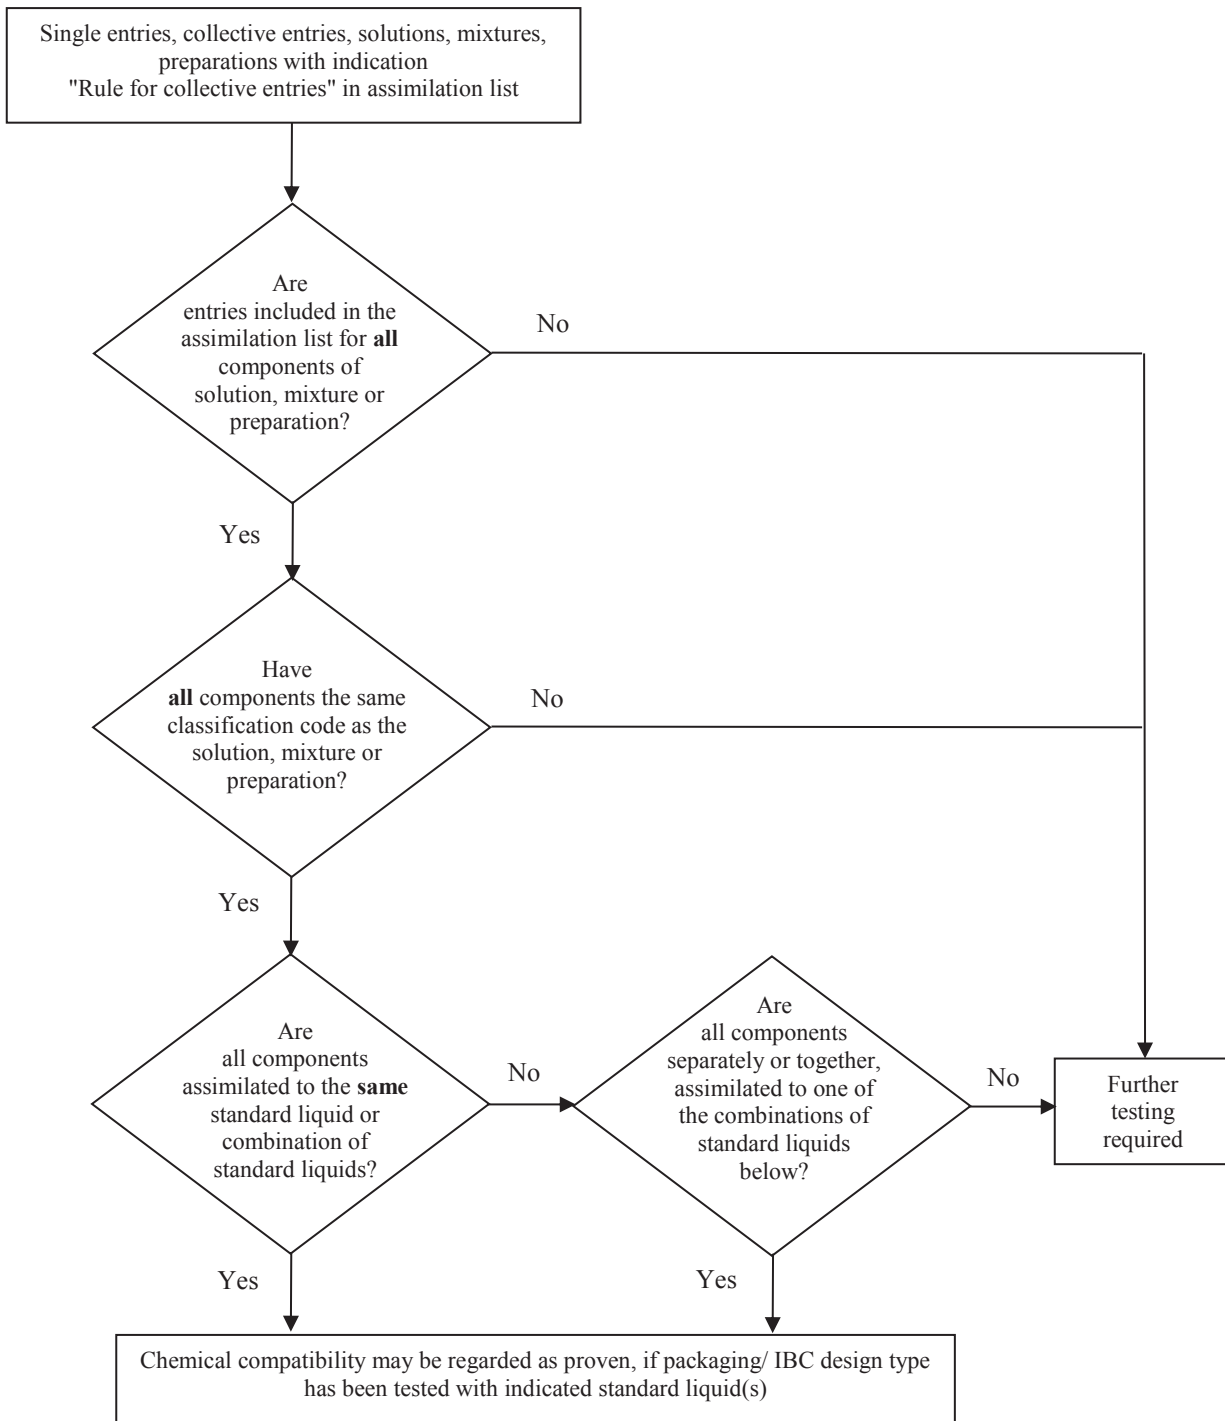 Single entries, collective entries, solutions, mixtures,
preparations with indication
"Rule for collective entries" in assimilation list
Are
entries included in the
assimilation list for all
components of
solution, mixture or
preparation?
No
Yes
Have
all components the same
classification code as the
solution, mixture or
preparation?
No
Yes
Are
all components
assimilated to the same
standard liquid or
combination of
standard liquids?
No
Are
all components
separately or together,
assimilated to one of
the combinations of
standard liquids
below?
No
Further
testing
required
Yes
Yes
Chemical compatibility may be regarded as proven, if packaging/ IBC design type
has been tested with indicated standard liquid(s)